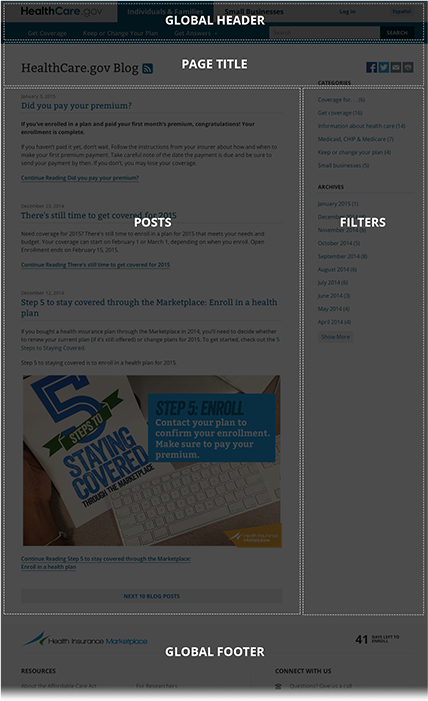 HealthCare.gov
Individuals & Families
Small Businesses
Log in
Español
GLOBAL HEADER
Get Coverage
Keep or Change Your Plan
Get Answers
Search
SEARCH
PAGE TITLE
HealthCare.gov Blog
January 5, 2015
Did you pay your premium?
If you've enrolled in a plan and paid your first month's premium, congratulations! Your
enrollment is complete.
If you haven't paid it yet, don't wait. Follow the instructions from your insurer about how and when to
make your first premium payment. Take careful note of the date the payment is due and be sure to
send your payment by then. If you don't, you may lose your coverage.
Continue Reading Did you pay your premium?
December 23, 2014
There's still time to get covered for 2015
POSTS
Need coverage for 2015? There's still time to enroll in a plan for 2015 that meets your needs and
budget. Your coverage can start on February 1 or March 1, depending on when you enroll. Open
Enrollment ends on February 15, 2015.
Continue Reading There's still time to get covered for 2015
December 12, 2014
Step 5 to stay covered through the Marketplace: Enroll in a health
plan
If you bought a health insurance plan through the Marketplace in 2014, you'll need to decide whether
to renew your current plan (if it's still offered) or change plans for 2015. To get started, check out the 5
Steps to Staying Covered.
Step 5 to staying covered is to enroll in a health plan for 2015.
5
STEPS TO
STAYING
COVERED
THROUGH THE MARKETPLACE
STEP 5: ENROLL
Contact your plan to
confirm your enrollment.
Make sure to pay your
premium.
Health Insurance
Marketplace
Continue Reading Step 5 to stay covered through the Marketplace:
Enroll in a health plan
NEXT 10 BLOG POSTS
CATEGORIES
Coverage for... (6)
Get coverage (16)
Information about health care (14)
Medicaid, CHIP & Medicare (7)
Keep or change your plan (4)
Small businesses (5)
ARCHIVES
January 2015 (1)
FILTERS
October 2014 (5)
September 2014 (8)
August 2014 (6)
July 2014 (6)
June 2014 (3)
May 2014 (4)
April 2014 (4)
Show More
Health Insurance Marketplace
41 DAYS LEFT TO
ENROLL
GLOBAL FOOTER
RESOURCES
CONNECT WITH US
About the Affordable Care Act
For Researchers
Questions? Give us a call